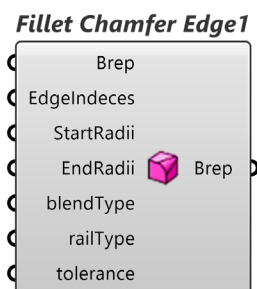 Fillet Chamfer Edge1
Brep
EdgeIndeces
StartRadii
EndRadii
Brep
blendType
railType
tolerance